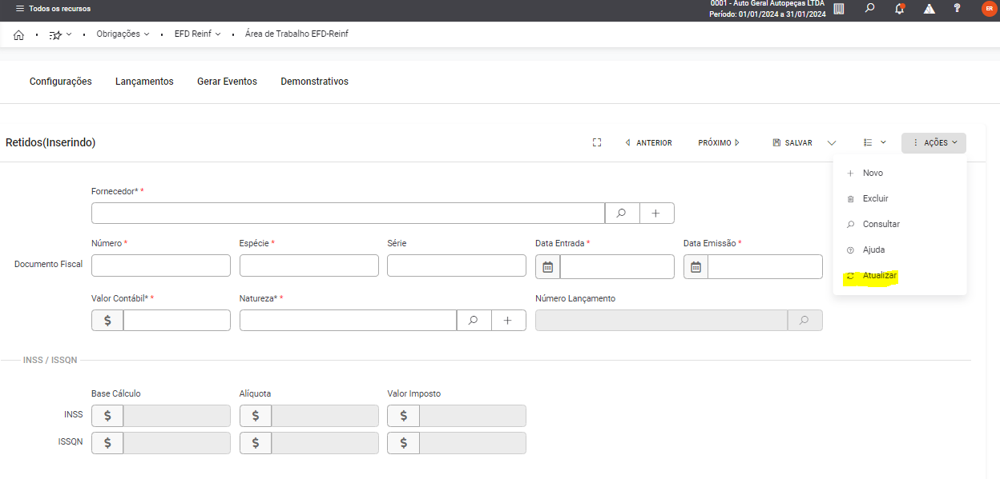 Todos os recursos
0001 - Auto Geral Autopeças LTDA
Período: 01/01/2024 a 31/01/2024
ER
Obrigações
EFD Reinf
Área de Trabalho EFD-Reinf
Configurações Lançamentos Gerar Eventos Demonstrativos
Retidos(Inserindo)
ANTERIOR PRÓXIMO SALVAR AÇÕES
Novo
Excluir
Consultar
Ajuda
Atualizar
Fornecedor* *
Número * Espécie * Série Data Entrada * Data Emissão *
Documento Fiscal
Valor Contábil* * Natureza* * Número Lançamento
$
INSS / ISSQN
Base Cálculo Alíquota Valor Imposto
INSS $ $ $
ISSQN $ $ $